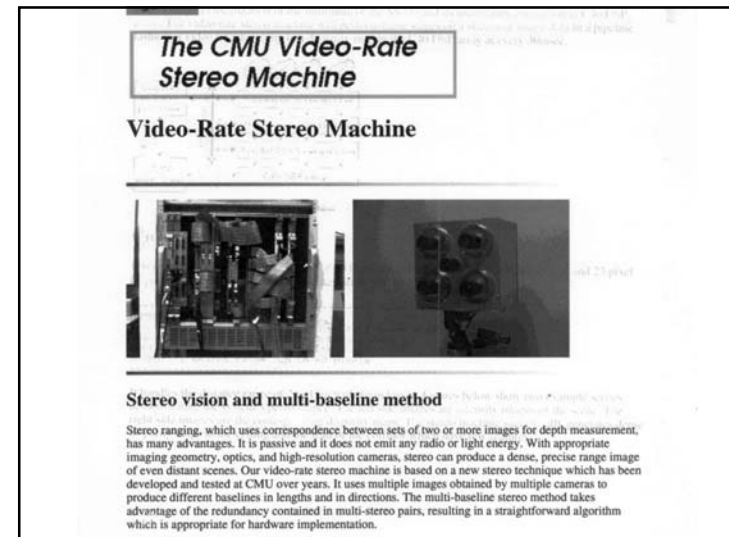 The CMU Video-Rate
Stereo Machine
Video-Rate Stereo Machine
and 23 pixel
Stereo vision and multi-baseline method
Stereo ranging, which uses correspondence between sets of two or more images for depth measurement,
has many advantages. It is passive and it does not emit any radio or light energy. With appropriate
imaging geometry, optics, and high-resolution cameras, stereo can produce a dense, precise range image
of even distant scenes. Our video-rate stereo machine is based on a new stereo technique which has been
developed and tested at CMU over years. It uses multiple images obtained by multiple cameras to
produce different baselines in lengths and in directions. The multi-baseline stereo method takes
advantage of the redundancy contained in multi-stereo pairs, resulting in a straightforward algorithm
which is appropriate for hardware implementation.